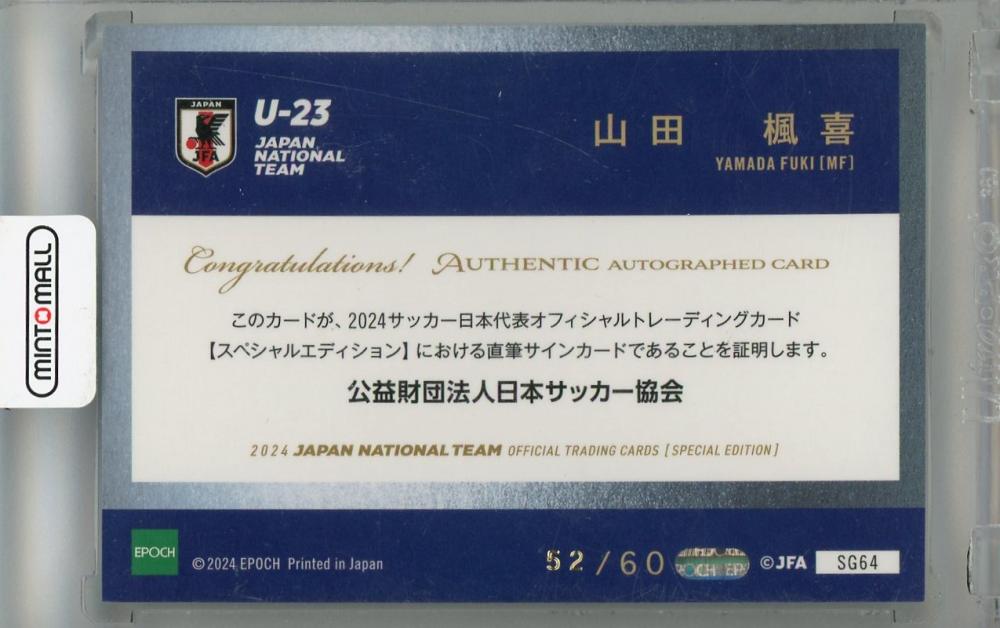 JAPAN
JFA
U-23
JAPAN
NATIONAL
TEAM
山田 楓喜
YAMADA FUKI [MF]
MINTOMALL
Congratulations! AUTHENTIC AUTOGRAPHED CARD
このカードが、2024サッカー日本代表オフィシャルトレーディングカード
【スペシャルエディション】における直筆サインカードであることを証明します。
公益財団法人日本サッカー協会
2024 JAPAN NATIONAL TEAM OFFICIAL TRADING CARDS [SPECIAL EDITION]
EPOCH
©2024 EPOCH Printed in Japan
52/60
©JFA
SG64